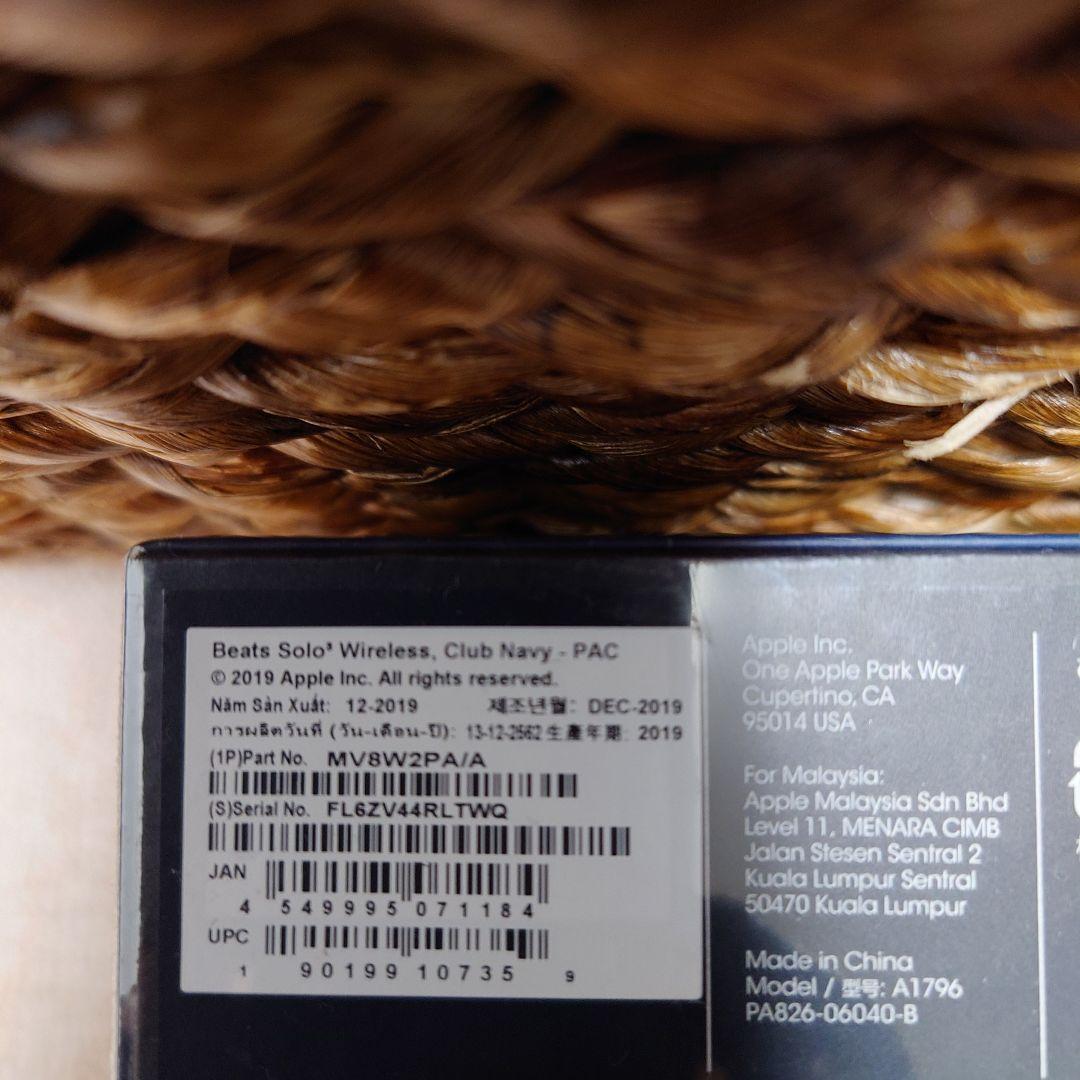 Beats Solo³ Wireless, Club Navy - PAC
© 2019 Apple Inc. All rights reserved.
Năm Sản Xuất: 12-2019 제조년월: DEC-2019
การผลิตวันที่ (วัน-เดือน-ปี): 13-12-2562 生產年期: 2019
(1P)Part No. MV8W2PA/A
(S)Serial No. FL6ZV44RLTWQ
JAN
4 549995 071184
UPC
1 90199 10735 9
Apple Inc.
One Apple Park Way
Cupertino, CA
95014 USA
For Malaysia:
Apple Malaysia Sdn Bhd
Level 11, MENARA CIMB
Jalan Stesen Sentral 2
Kuala Lumpur Sentral
50470 Kuala Lumpur
Made in China
Model / 型号: A1796
PA826-06040-B